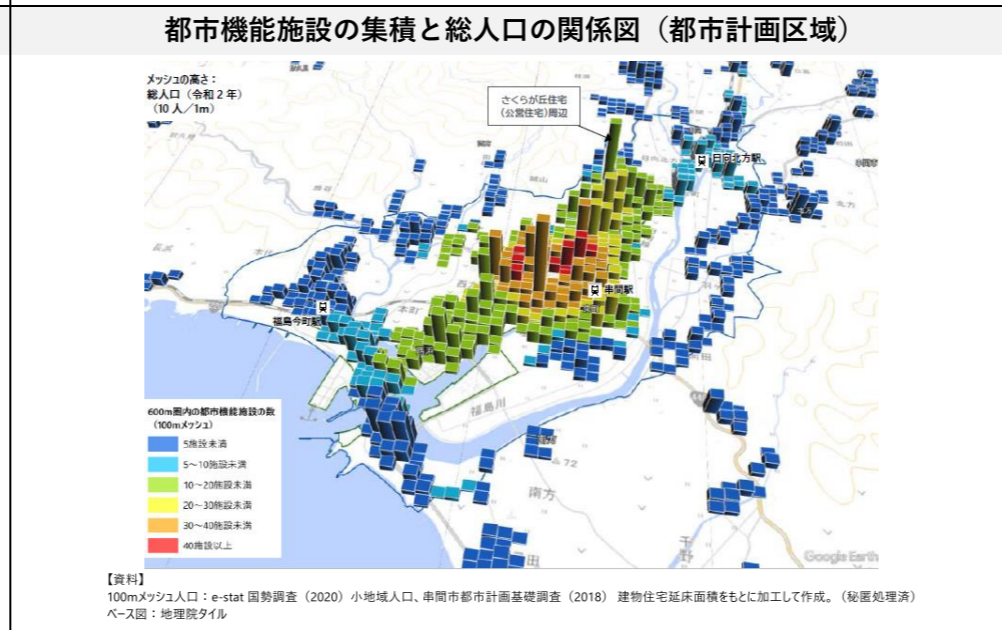 都市機能施設の集積と総人口の関係図（都市計画区域）
メッシュの高さ：
総人口（令和２年）
（10 人／1m）
さくらが丘住宅
（公営住宅）周辺
日向北方駅
串間駅
福島今町駅
本町
福島川
72
南方
600m圏内の都市機能施設の数
（100mメッシュ）
5施設未満
5～10施設未満
10～20施設未満
20～30施設未満
30～40施設未満
40施設以上
Google Earth
【資料】
100mメッシュ人口：e-stat 国勢調査（2020）小地域人口、串間市都市計画基礎調査（2018） 建物住宅延床面積をもとに加工して作成。（秘匿処理済）
ベース図：地理院タイル